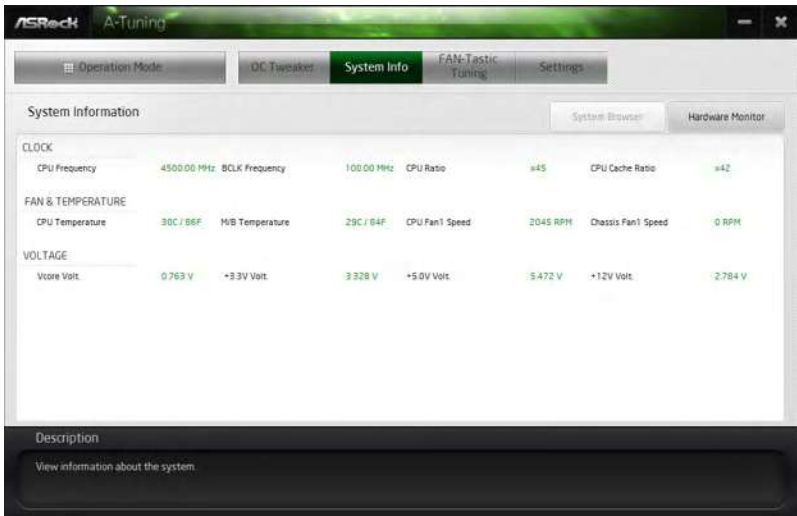 ASRock A-Tuning
Operation Mode OC Tweaker System Info FAN-Tastic Tuning Settings
System Information System Browser Hardware Monitor
CLOCK
CPU Frequency 4500.00 MHz BCLK Frequency 100.00 MHz CPU Ratio x45 CPU Cache Ratio x42
FAN & TEMPERATURE
CPU Temperature 30C / 86F M/B Temperature 29C / 84F CPU Fan1 Speed 2045 RPM Chassis Fan1 Speed 0 RPM
VOLTAGE
Vcore Volt. 0.763 V +3.3V Volt. 3.328 V +5.0V Volt. 5.472 V +12V Volt. 2.784 V
Description
View information about the system.